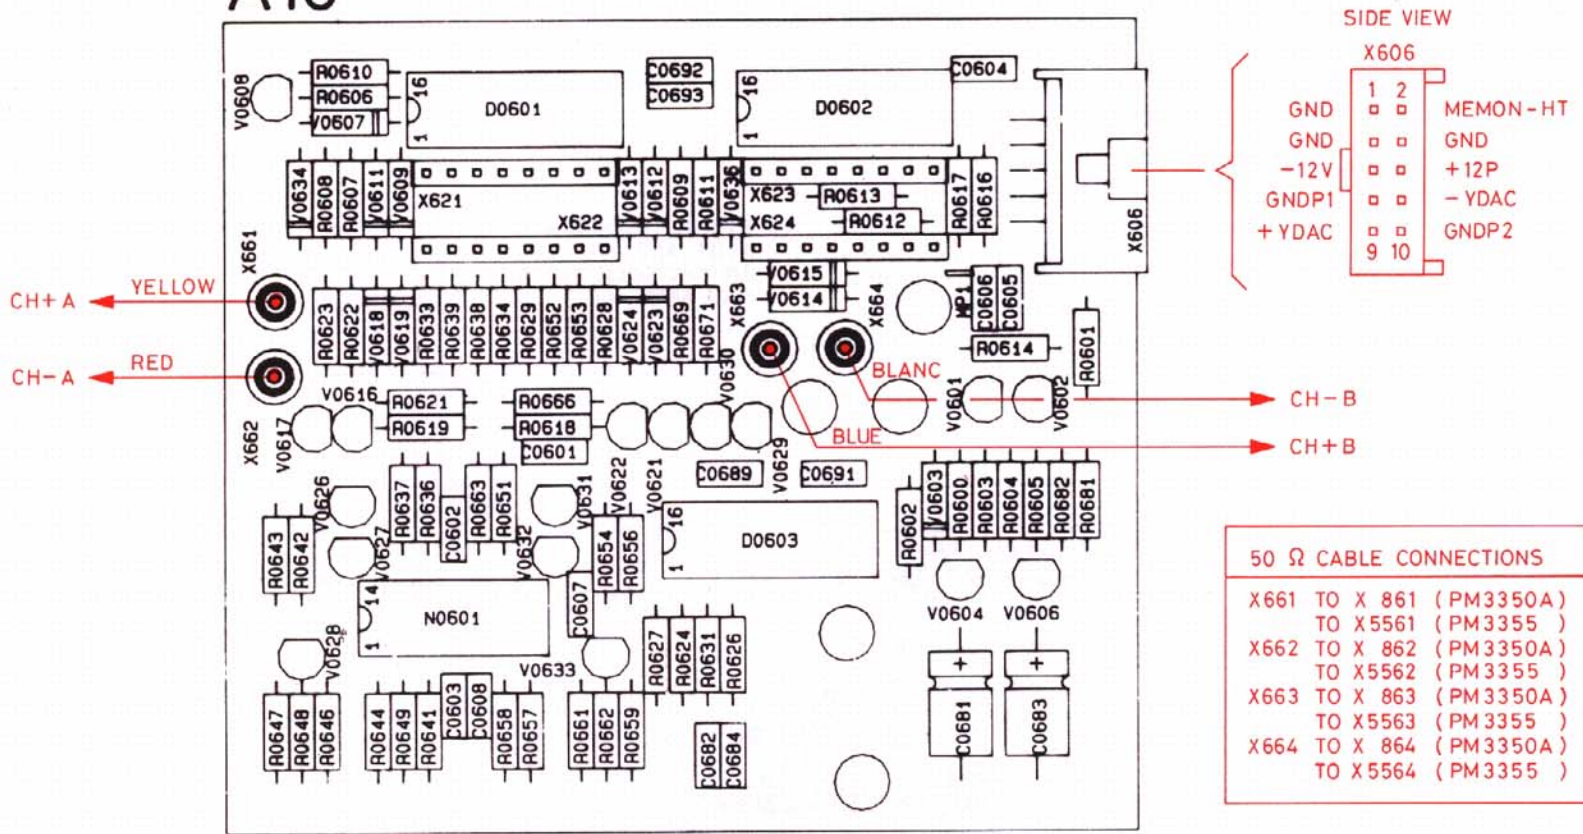 A16
SIDE VIEW
X606
1 2
GND MEMON-HT
GND GND
-12V +12P
GNDP1 -YDAC
+YDAC GNDP2
9 10
V0608
R0610
R0606
V0607
16
1
D0601
C0692
C0693
16
1
D0602
C0604
V0634
R0608
R0607
V0611
V0609
X621
X622
V0613
V0612
R0609
R0611
V0636
X623
R0613
X624
R0612
R0617
R0616
X606
X661
YELLOW
CH+A
RED
CH-A
X662
R0623
R0622
V0618
V0619
R0633
R0639
R0638
R0634
R0629
R0652
R0653
R0628
V0624
V0623
R0669
R0671
X663
V0615
V0614
X664
MP1
C0606
C0605
R0614
R0601
V0630
BLANC
V0601
V0602
CH-B
BLUE
CH+B
V0616
V0617
R0621
R0619
R0666
R0618
C0601
V0622
V0621
V0629
C0689
C0691
V0626
V0627
R0637
R0636
C0602
R0663
R0651
V0631
V0632
R0643
R0642
R0654
R0656
C0607
16
1
D0603
R0602
V0603
R0600
R0603
R0604
R0605
R0682
R0681
V0604
V0606
14
1
N0601
V0628
V0633
R0627
R0624
R0631
R0626
R0647
R0648
R0646
R0644
R0649
R0641
C0603
C0608
R0658
R0657
R0661
R0662
R0659
C0682
C0684
+
C0681
+
C0683
50 Ω CABLE CONNECTIONS
X661 TO X 861 (PM3350A)
TO X5561 (PM3355 )
X662 TO X 862 (PM3350A)
TO X5562 (PM3355 )
X663 TO X 863 (PM3350A)
TO X5563 (PM3355 )
X664 TO X 864 (PM3350A)
TO X5564 (PM3355 )